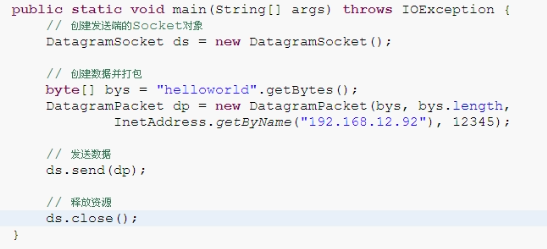 public static void main(String[] args) throws IOException {
// 创建发送端的Socket对象
DatagramSocket ds = new DatagramSocket();
// 创建数据并打包
byte[] bys = "helloworld".getBytes();
DatagramPacket dp = new DatagramPacket(bys, bys.length,
InetAddress.getByName("192.168.12.92"), 12345);
// 发送数据
ds.send(dp);
// 释放资源
ds.close();
}